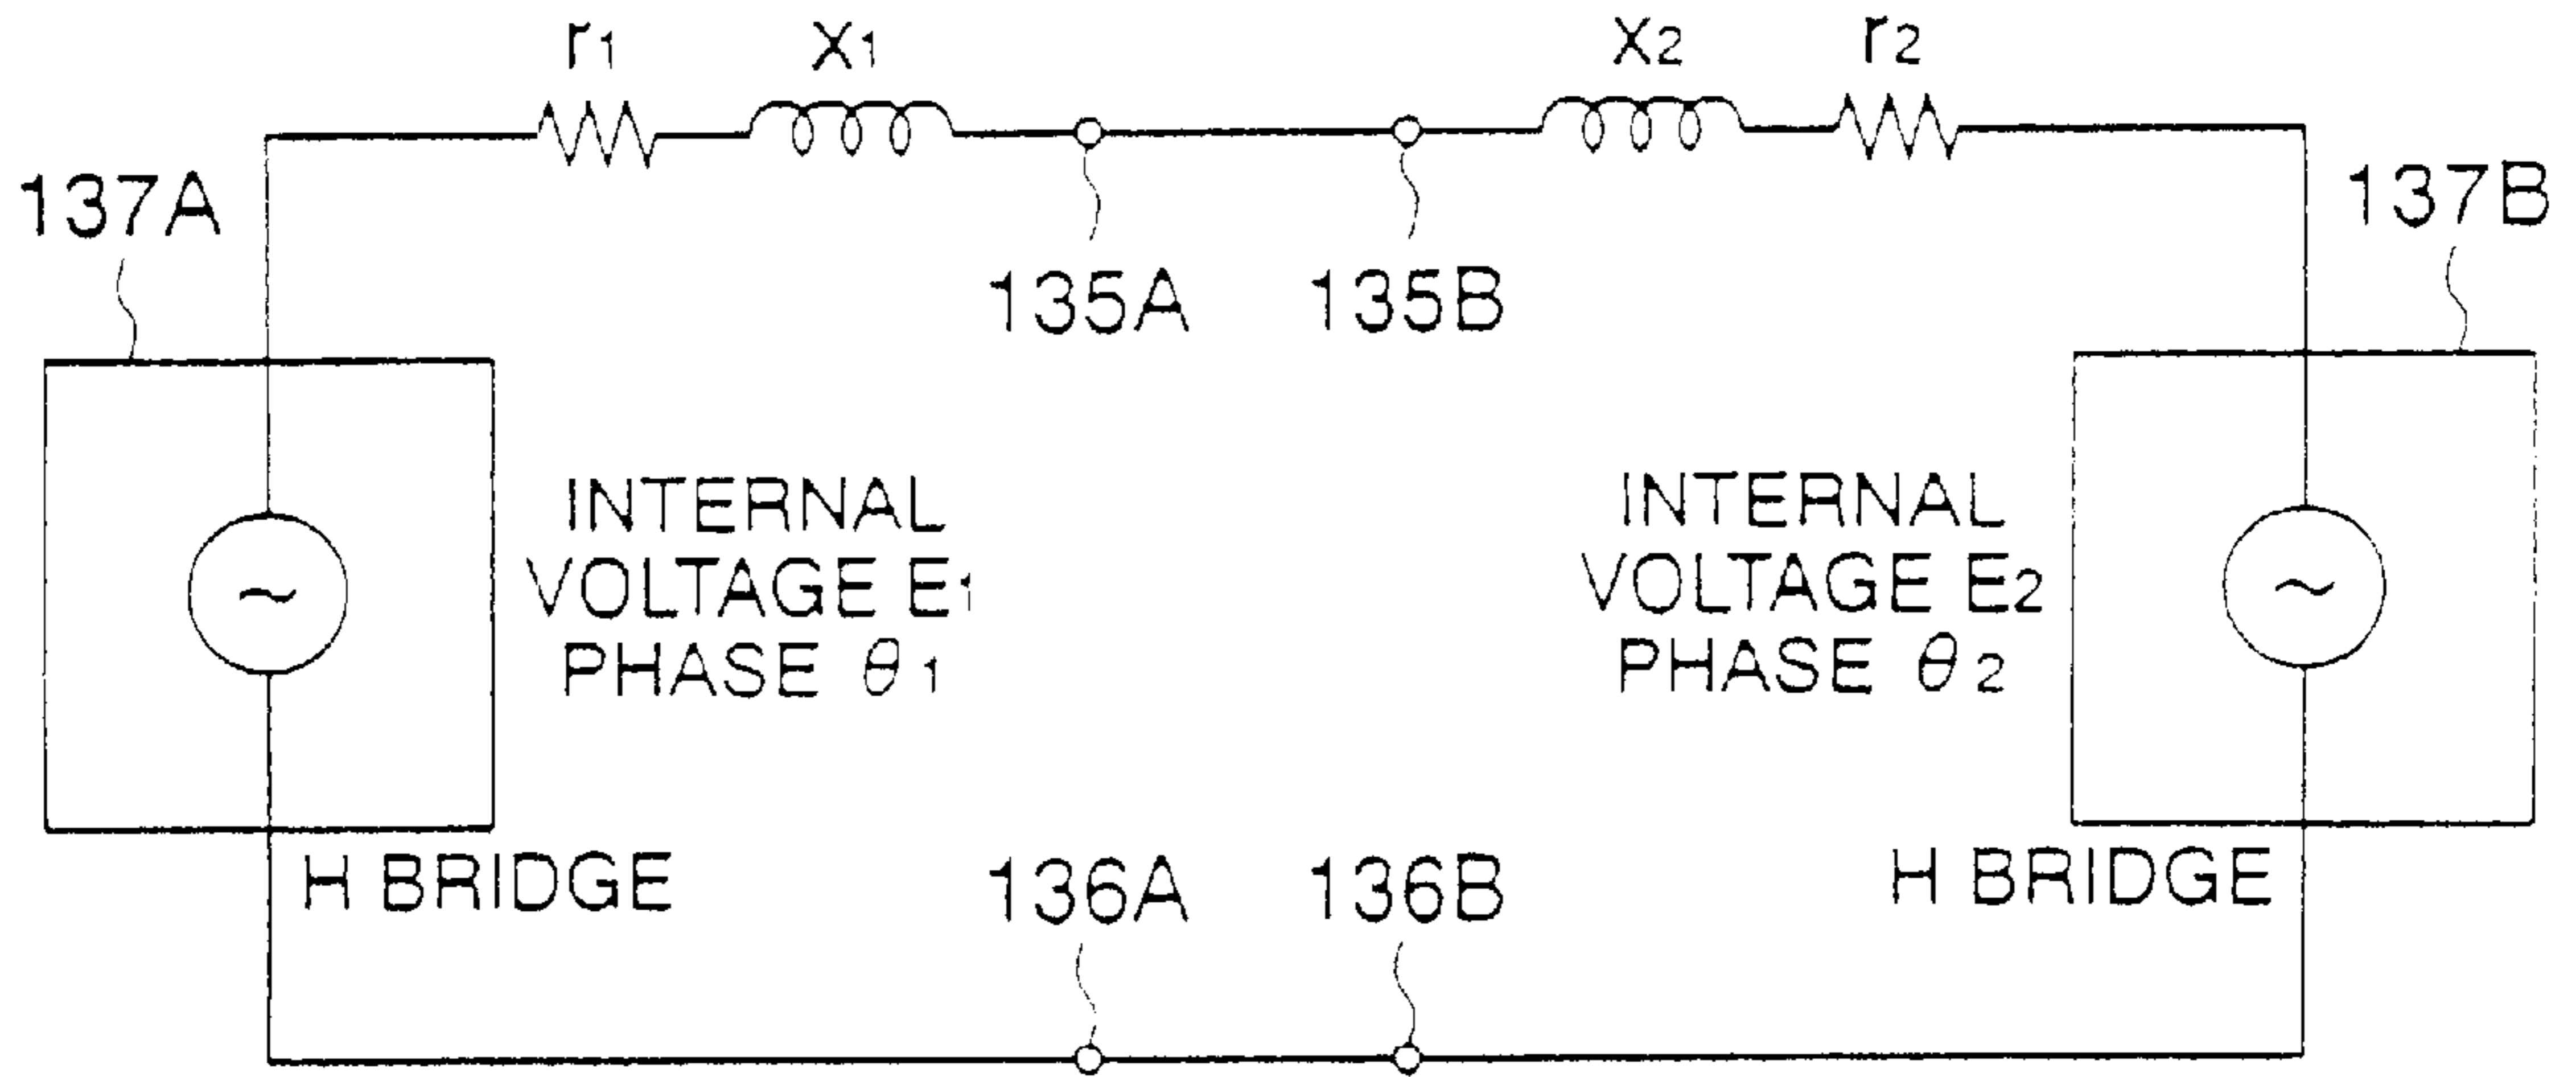 r1
x1
x2
r2
137A
137B
135A
135B
INTERNAL
VOLTAGE E1
PHASE θ1
INTERNAL
VOLTAGE E2
PHASE θ2
~
~
H BRIDGE
136A
136B
H BRIDGE